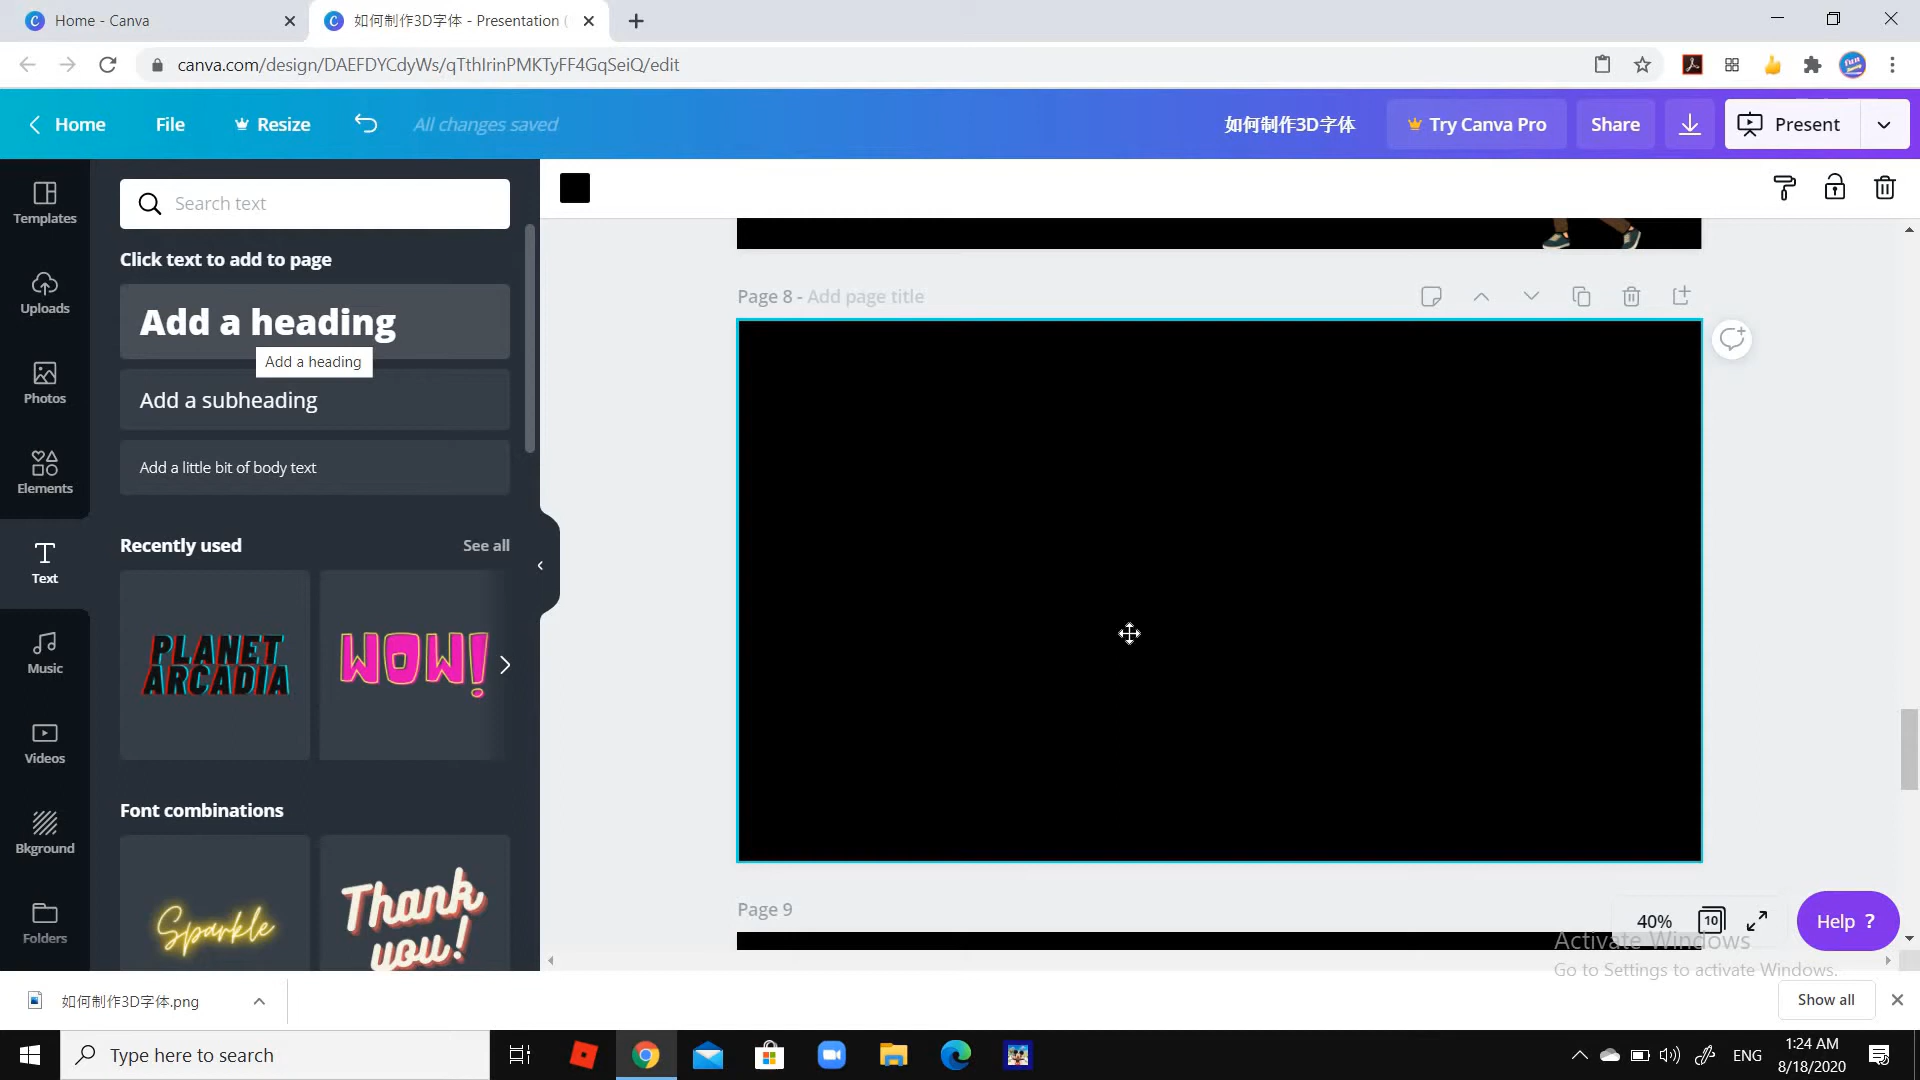 Home - Canva
如何制作3D字体 - Presentation (
canva.com/design/DAEFDYCdyWs/qTthIrinPMKTyFF4GqSeiQ/edit
Home
File
Resize
All changes saved
如何制作3D字体
Try Canva Pro
Share
Present
Templates
Uploads
Photos
Elements
Text
Music
Videos
Bkground
Folders
Search text
Click text to add to page
Add a heading
Add a heading
Add a subheading
Add a little bit of body text
Recently used
See all
PLANET
ARCADIA
WOW!
Font combinations
Sparkle
Thank
you!
Page 8 - Add page title
Page 9
40%
10
Help ?
Activate Windows
Go to Settings to activate Windows.
如何制作3D字体.png
Show all
Type here to search
ENG
1:24 AM
8/18/2020